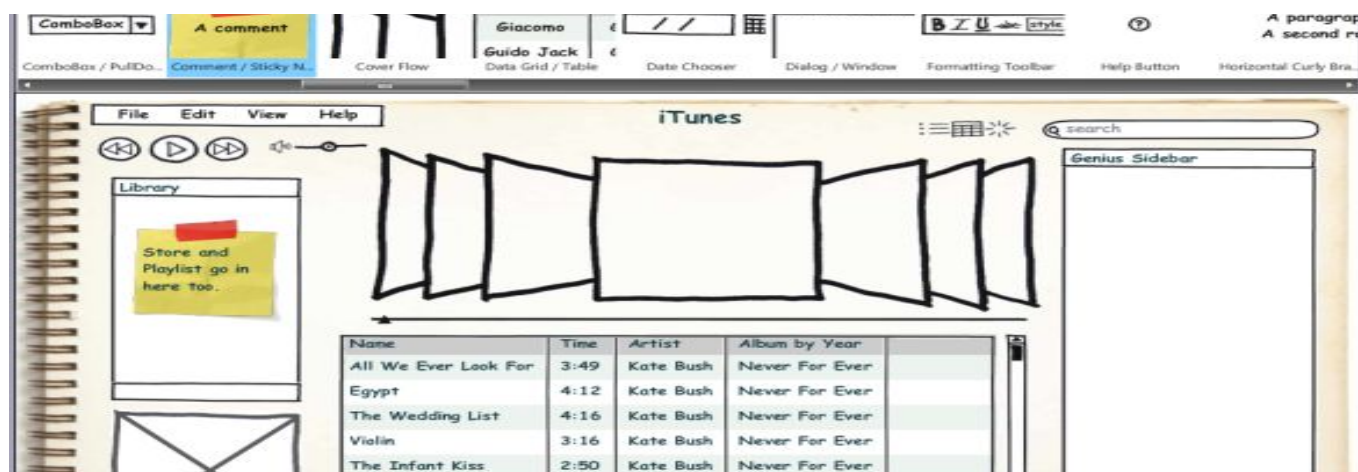 ComboBox
A comment
Giacomo
Guido Jack
/ /
B I U abc style
?
A paragrap
A second r
ComboBox / PullDo...
Comment / Sticky N...
Cover Flow
Data Grid / Table
Date Chooser
Dialog / Window
Formatting Toolbar
Help Button
Horizontal Curly Bra...
File Edit View Help
iTunes
search
Genius Sidebar
Library
Store and
Playlist go in
here too.
Name Time Artist Album by Year
All We Ever Look For 3:49 Kate Bush Never For Ever
Egypt 4:12 Kate Bush Never For Ever
The Wedding List 4:16 Kate Bush Never For Ever
Violin 3:16 Kate Bush Never For Ever
The Infant Kiss 2:50 Kate Bush Never For Ever